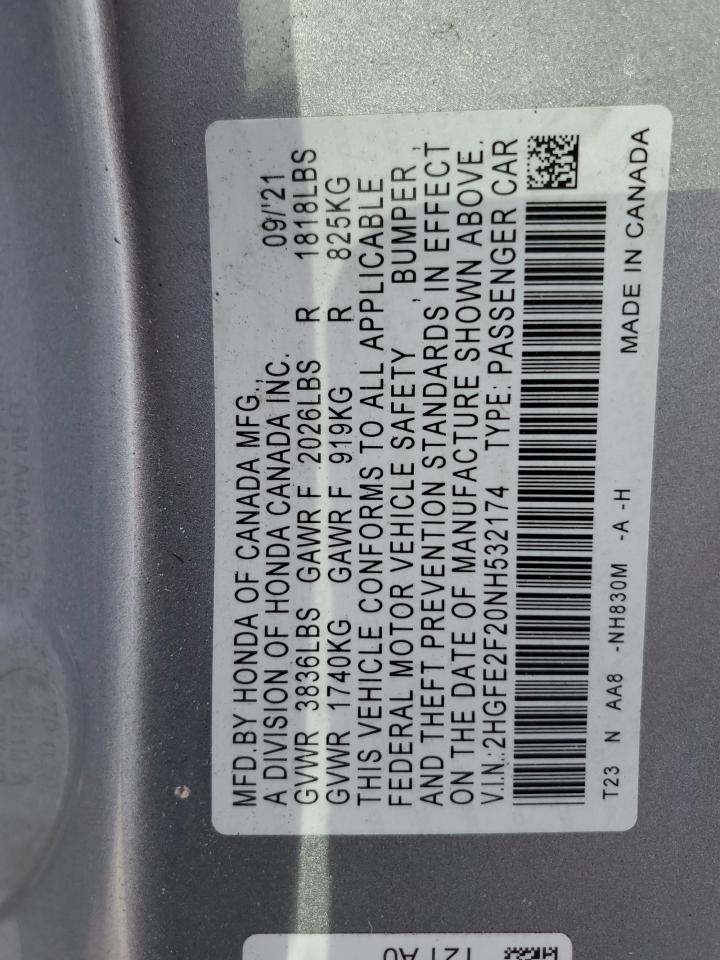 MFD.BY HONDA OF CANADA MFG.,
A DIVISION OF HONDA CANADA INC. 09/'21
GVWR 3836LBS GAWR F 2026LBS R 1818LBS
GVWR 1740KG GAWR F 919KG R 825KG
THIS VEHICLE CONFORMS TO ALL APPLICABLE
FEDERAL MOTOR VEHICLE SAFETY , BUMPER ,
AND THEFT PREVENTION STANDARDS IN EFFECT
ON THE DATE OF MANUFACTURE SHOWN ABOVE.
V.I.N.: 2HGFE2F20NH532174 TYPE: PASSENGER CAR
T23 N AA8 -NH830M -A -H MADE IN CANADA